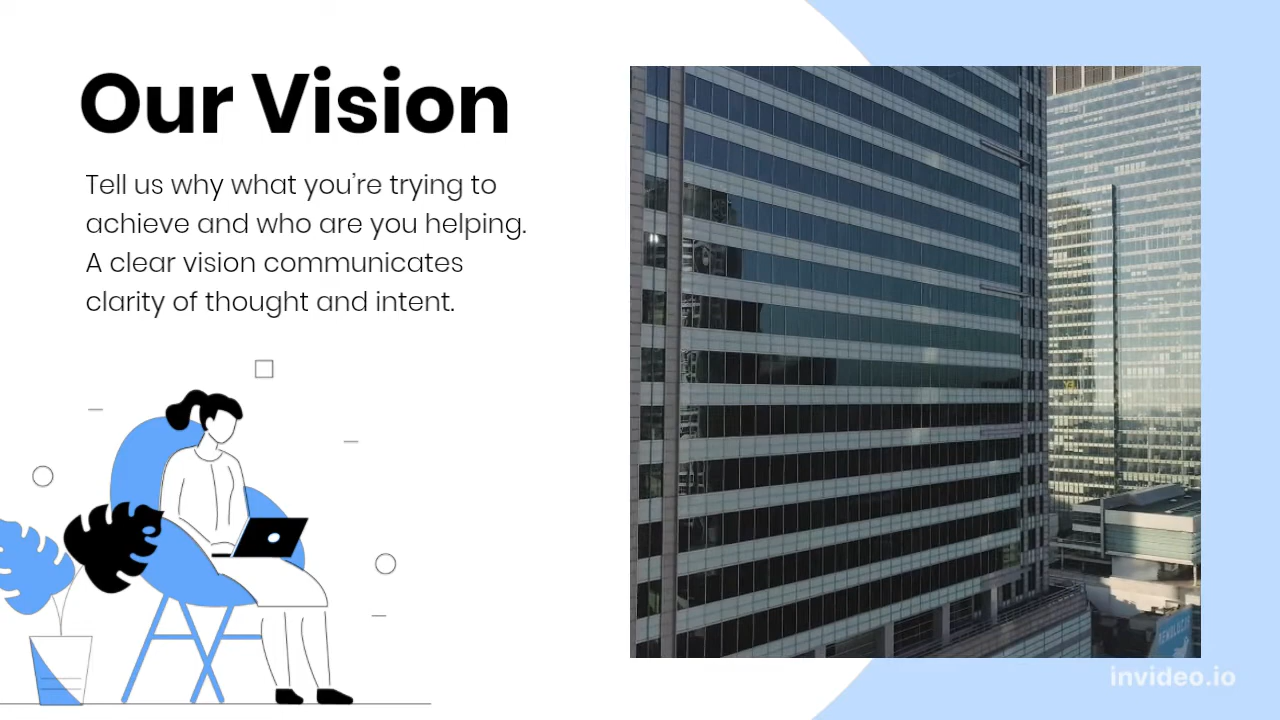 Our Vision
Tell us why what you’re trying to
achieve and who are you helping.
A clear vision communicates
clarity of thought and intent.
invideo.io